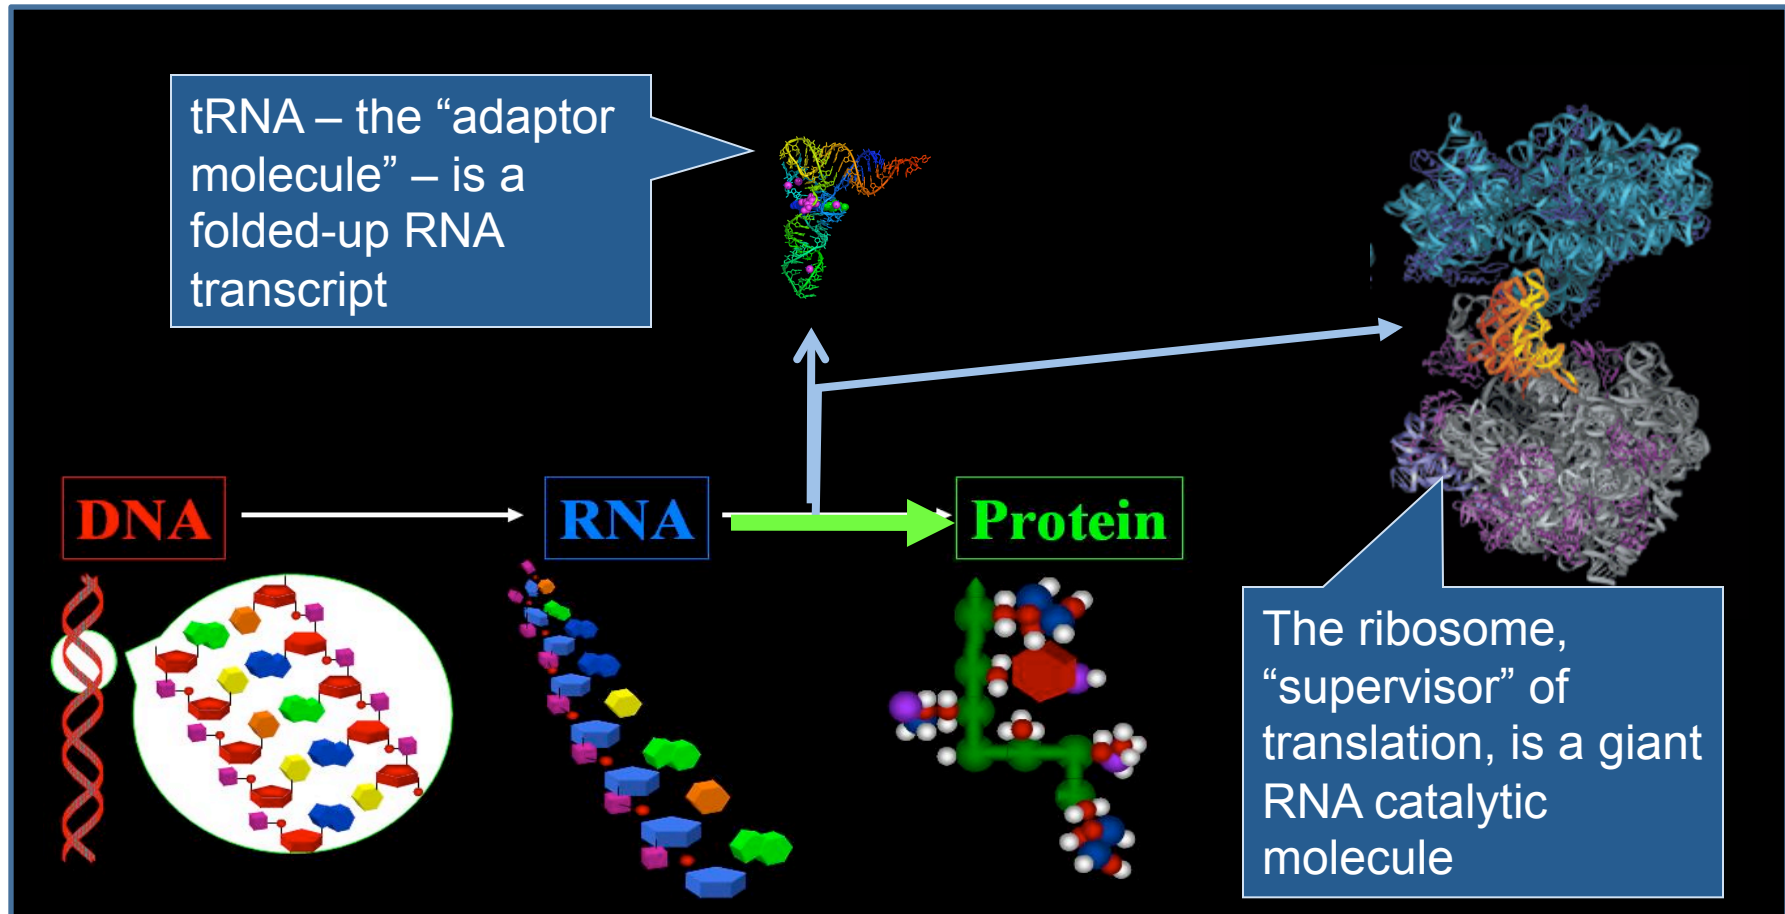 tRNA – the “adaptor
molecule” – is a
folded-up RNA
transcript
DNA
RNA
Protein
The ribosome,
“supervisor” of
translation, is a giant
RNA catalytic
molecule